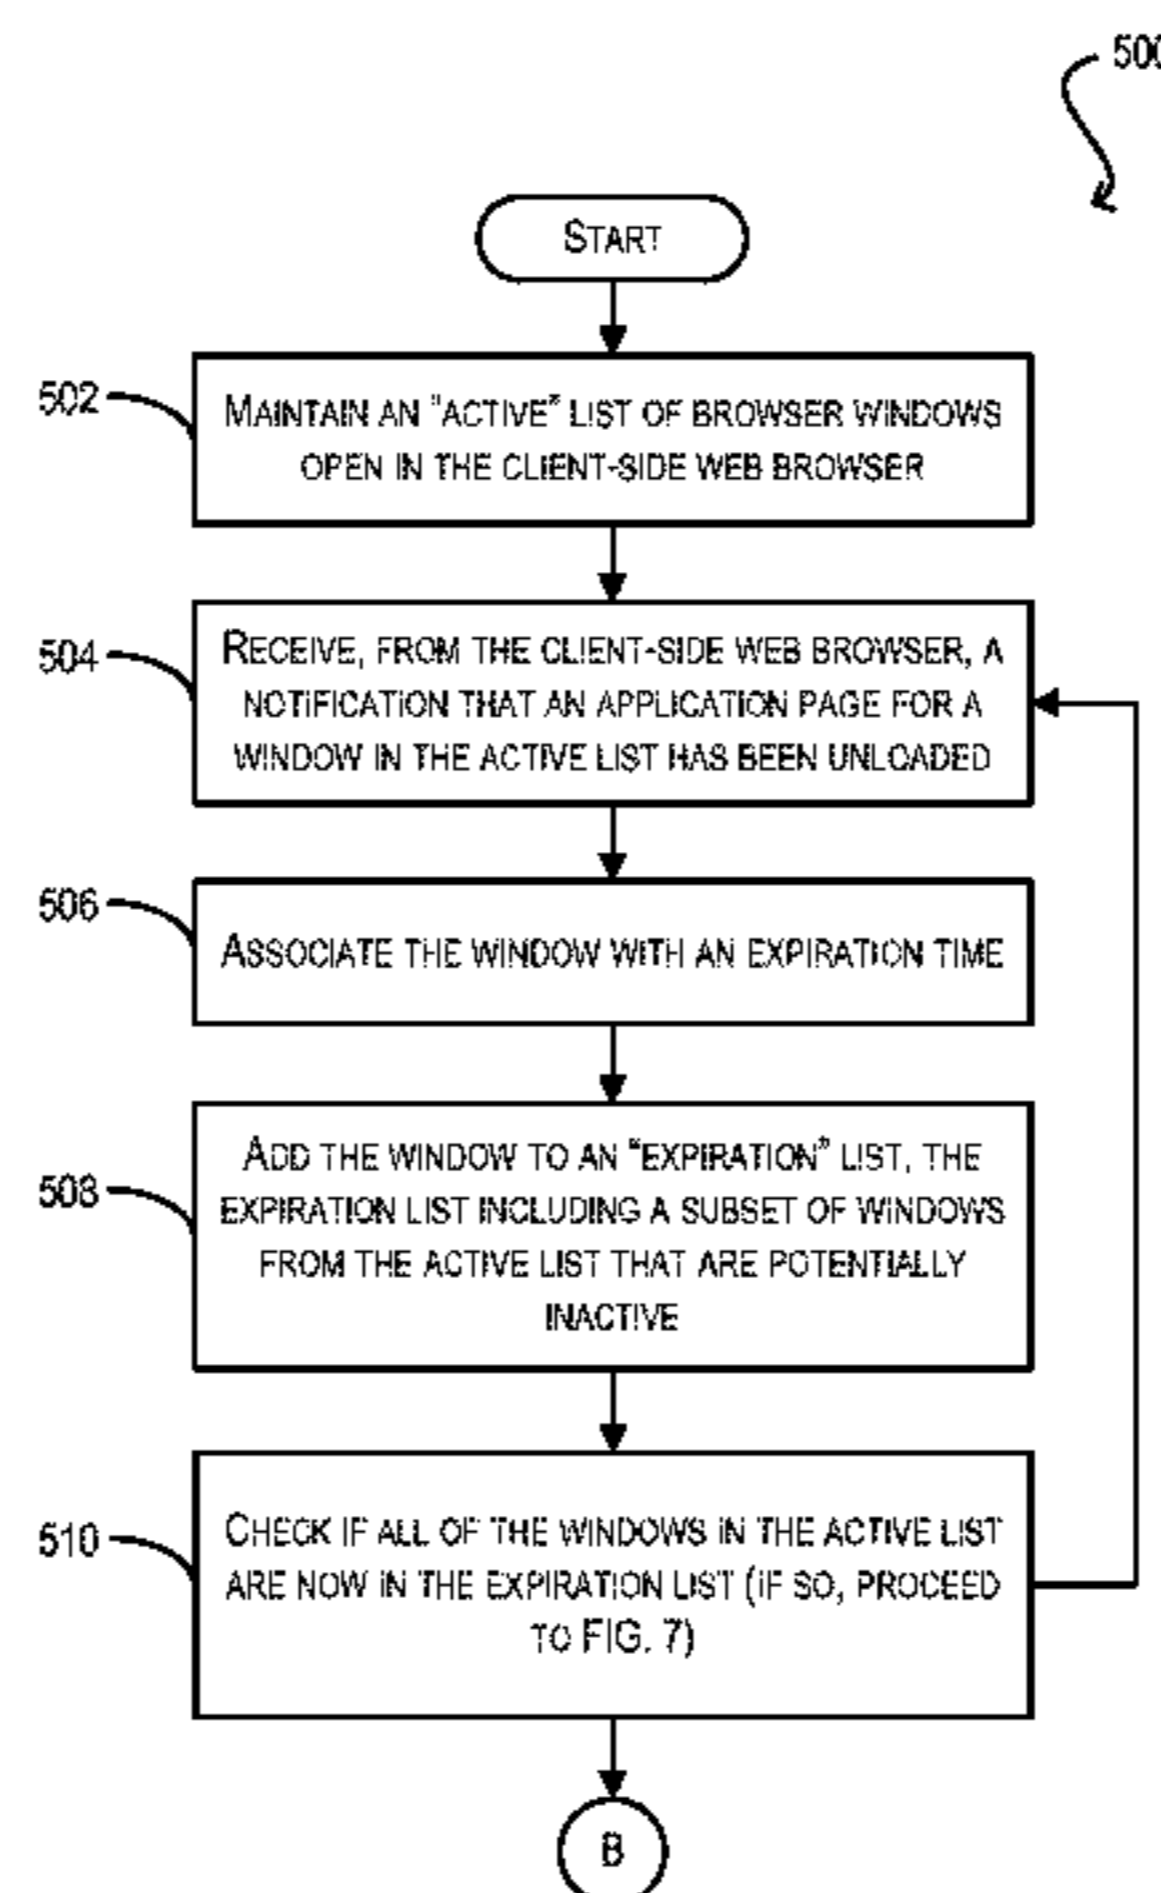 500
START
502
MAINTAIN AN "ACTIVE" LIST OF BROWSER WINDOWS
OPEN IN THE CLIENT-SIDE WEB BROWSER
504
RECEIVE, FROM THE CLIENT-SIDE WEB BROWSER, A
NOTIFICATION THAT AN APPLICATION PAGE FOR A
WINDOW IN THE ACTIVE LIST HAS BEEN UNLOADED
506
ASSOCIATE THE WINDOW WITH AN EXPIRATION TIME
508
ADD THE WINDOW TO AN "EXPIRATION" LIST, THE
EXPIRATION LIST INCLUDING A SUBSET OF WINDOWS
FROM THE ACTIVE LIST THAT ARE POTENTIALLY
INACTIVE
510
CHECK IF ALL OF THE WINDOWS IN THE ACTIVE LIST
ARE NOW IN THE EXPIRATION LIST (IF SO, PROCEED
TO FIG. 7)
B